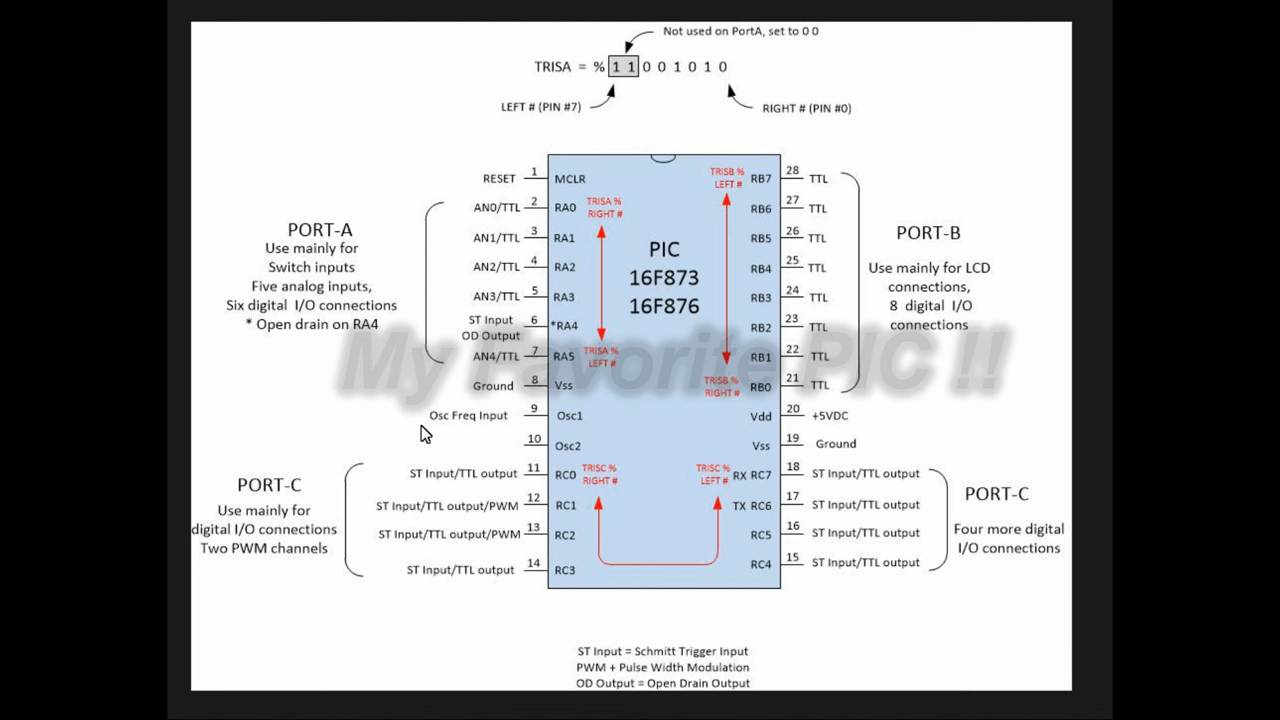 Not used on PortA, set to 0 0
TRISA = % 1 1 0 0 1 0 1 0
LEFT # (PIN #7)
RIGHT # (PIN #0)
PIC
16F873
16F876
PORT-A
Use mainly for
Switch inputs
Five analog inputs,
Six digital I/O connections
* Open drain on RA4
RESET 1 MCLR
AN0/TTL 2 RA0
AN1/TTL 3 RA1
AN2/TTL 4 RA2
AN3/TTL 5 RA3
ST Input
OD Output
6 *RA4
AN4/TTL 7 RA5
Ground 8 Vss
Osc Freq Input 9 Osc1
10 Osc2
TRISA %
RIGHT #
TRISA %
LEFT #
TRISB %
LEFT #
TRISB %
RIGHT #
RB7 28 TTL
RB6 27 TTL
RB5 26 TTL
RB4 25 TTL
RB3 24 TTL
RB2 23 TTL
RB1 22 TTL
RB0 21 TTL
Vdd 20 +5VDC
Vss 19 Ground
PORT-B
Use mainly for LCD
connections,
8 digital I/O
connections
My Favorite PIC !!
PORT-C
Use mainly for
digital I/O connections
Two PWM channels
ST Input/TTL output 11 RC0
ST Input/TTL output/PWM 12 RC1
ST Input/TTL output/PWM 13 RC2
ST Input/TTL output 14 RC3
TRISC %
RIGHT #
TRISC %
LEFT #
RX RC7 18 ST Input/TTL output
TX RC6 17 ST Input/TTL output
RC5 16 ST Input/TTL output
RC4 15 ST Input/TTL output
PORT-C
Four more digital
I/O connections
ST Input = Schmitt Trigger Input
PWM + Pulse Width Modulation
OD Output = Open Drain Output